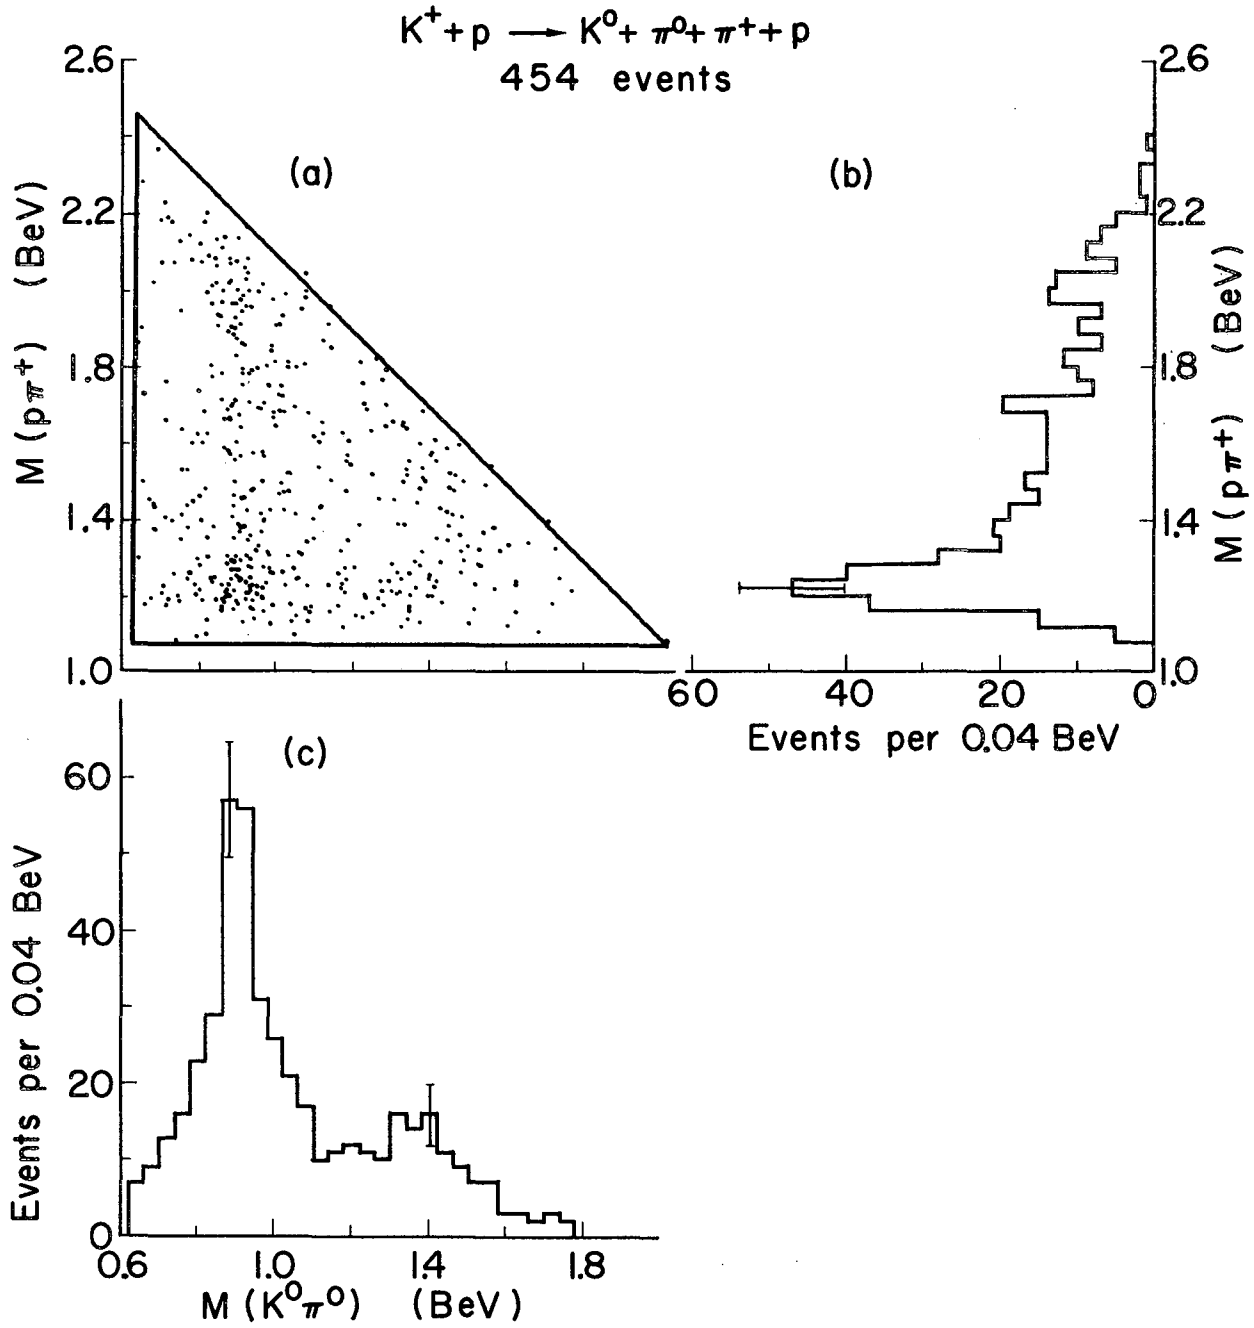 K⁺+p ⟶ K⁰+ π⁰+ π⁺+ p
454 events
(a)
M(pπ⁺) (BeV)
2.6
2.2
1.8
1.4
1.0
(b)
2.6
2.2
1.8
1.4
1.0
M(pπ⁺) (BeV)
60 40 20 0
Events per 0.04 BeV
(c)
Events per 0.04 BeV
60
40
20
0
0.6 1.0 1.4 1.8
M(K⁰π⁰) (BeV)